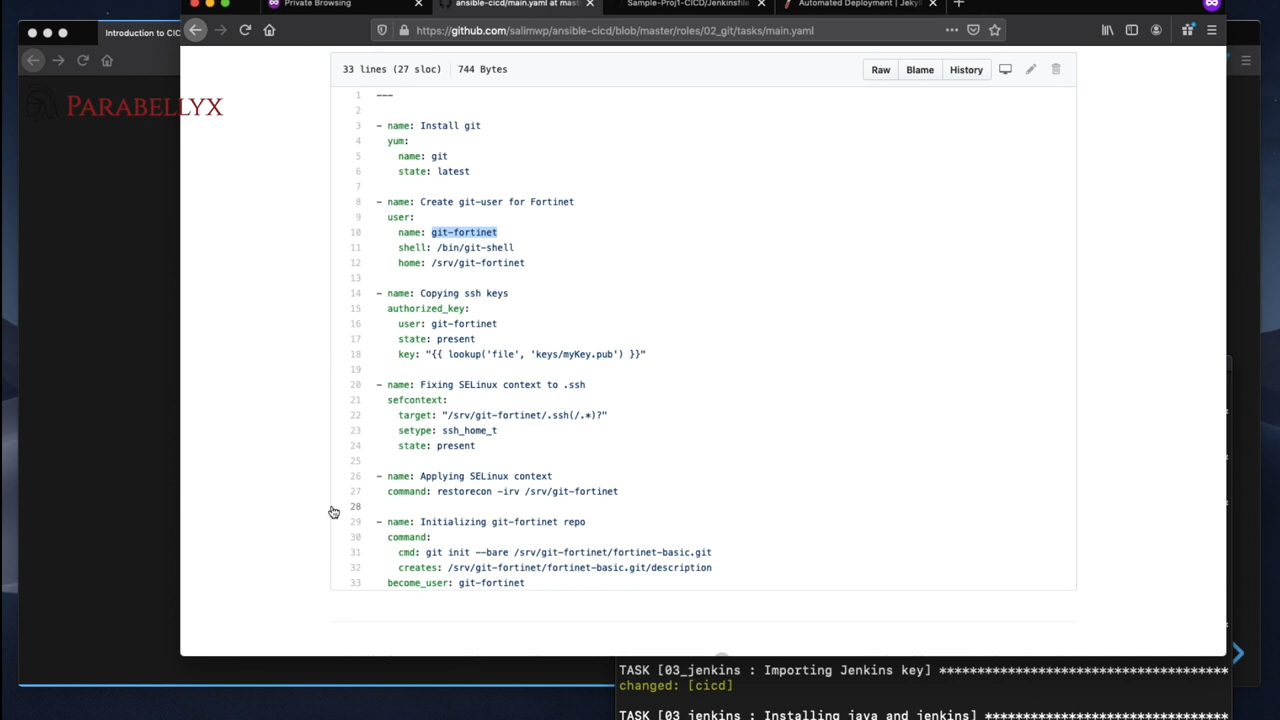 Private Browsing
ansible-cicd/main.yaml at mast
Sample-Proj1-CICD/Jenkinsfile
Automated Deployment | Jekyll
Introduction to CIC
https://github.com/salimwp/ansible-cicd/blob/master/roles/02_git/tasks/main.yaml
PARABELLYX
33 lines (27 sloc) 744 Bytes
Raw Blame History
1 ---
2
3 - name: Install git
4 yum:
5 name: git
6 state: latest
7
8 - name: Create git-user for Fortinet
9 user:
10 name: git-fortinet
11 shell: /bin/git-shell
12 home: /srv/git-fortinet
13
14 - name: Copying ssh keys
15 authorized_key:
16 user: git-fortinet
17 state: present
18 key: "{{ lookup('file', 'keys/myKey.pub') }}"
19
20 - name: Fixing SELinux context to .ssh
21 sefcontext:
22 target: "/srv/git-fortinet/.ssh(/.*)?"
23 setype: ssh_home_t
24 state: present
25
26 - name: Applying SELinux context
27 command: restorecon -irv /srv/git-fortinet
28
29 - name: Initializing git-fortinet repo
30 command:
31 cmd: git init --bare /srv/git-fortinet/fortinet-basic.git
32 creates: /srv/git-fortinet/fortinet-basic.git/description
33 become_user: git-fortinet
TASK [03_jenkins : Importing Jenkins key] **************************************
changed: [cicd]
TASK [03_jenkins : Installing java and jenkins] ********************************